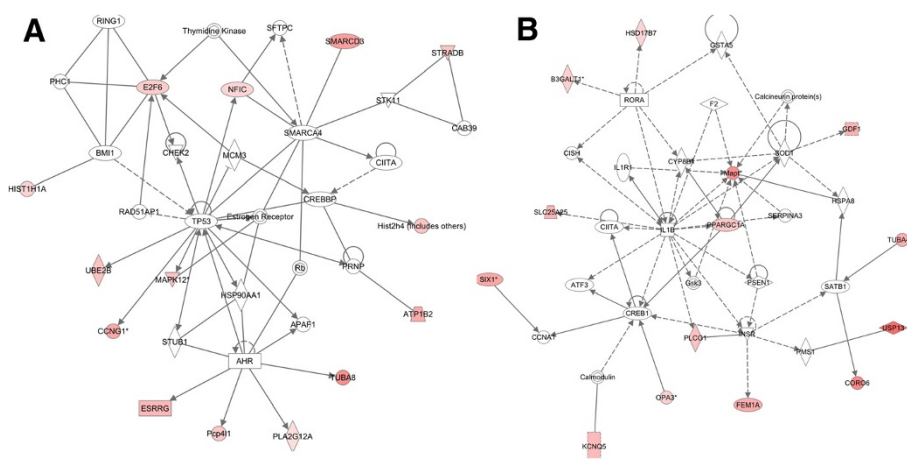 A
RING1
Thymidine Kinase
SFTPC
SMARCD3
STRADB
PHC1
E2F6
NFIC
STK11
SMARCA4
CAB39
BMI1
CHEK2
MCM3
CIITA
HIST1H1A
RAD51AP1
CREBBP
TP53
Estrogen Receptor
Hist2h4 (includes others)
UBE2B
MAPK12*
Rb
PRNP
HSP90AA1
ATP1B2
CCNG1*
STUB1
APAF1
AHR
TUBA8
ESRRG
Pcp4l1
PLA2G12A
B
HSD17B7
GSTA5
B3GALT1*
RORA
F2
Calcineurin protein(s)
GDF1
CISH
IL1R1
CYP8B1
SOD1
Mapt*
HSPA8
SLC25A25
CIITA
IL1B
PPARGC1A
SERPINA3
TUBA4
SIX1*
ATF3
Gsk3
PSEN1
SATB1
CREB1
CCNA1
PLCG1
INSR
USP13
PMS1
Calmodulin
OPA3*
FEM1A
CORO6
KCNQ5